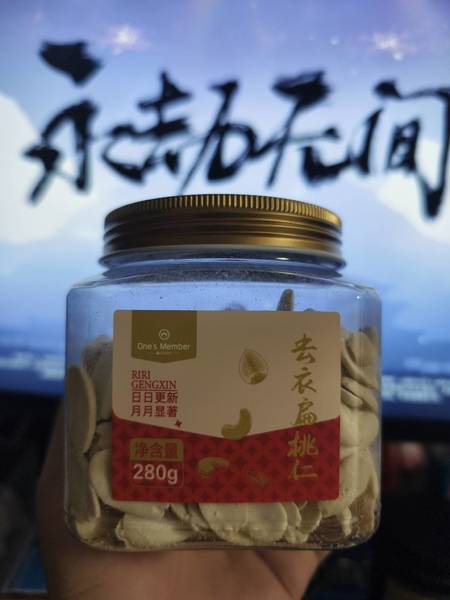 永劫无间
One's Member
RIRI
GENGXIN
日日更新
月月显著
净含量
280g
去衣扁桃仁